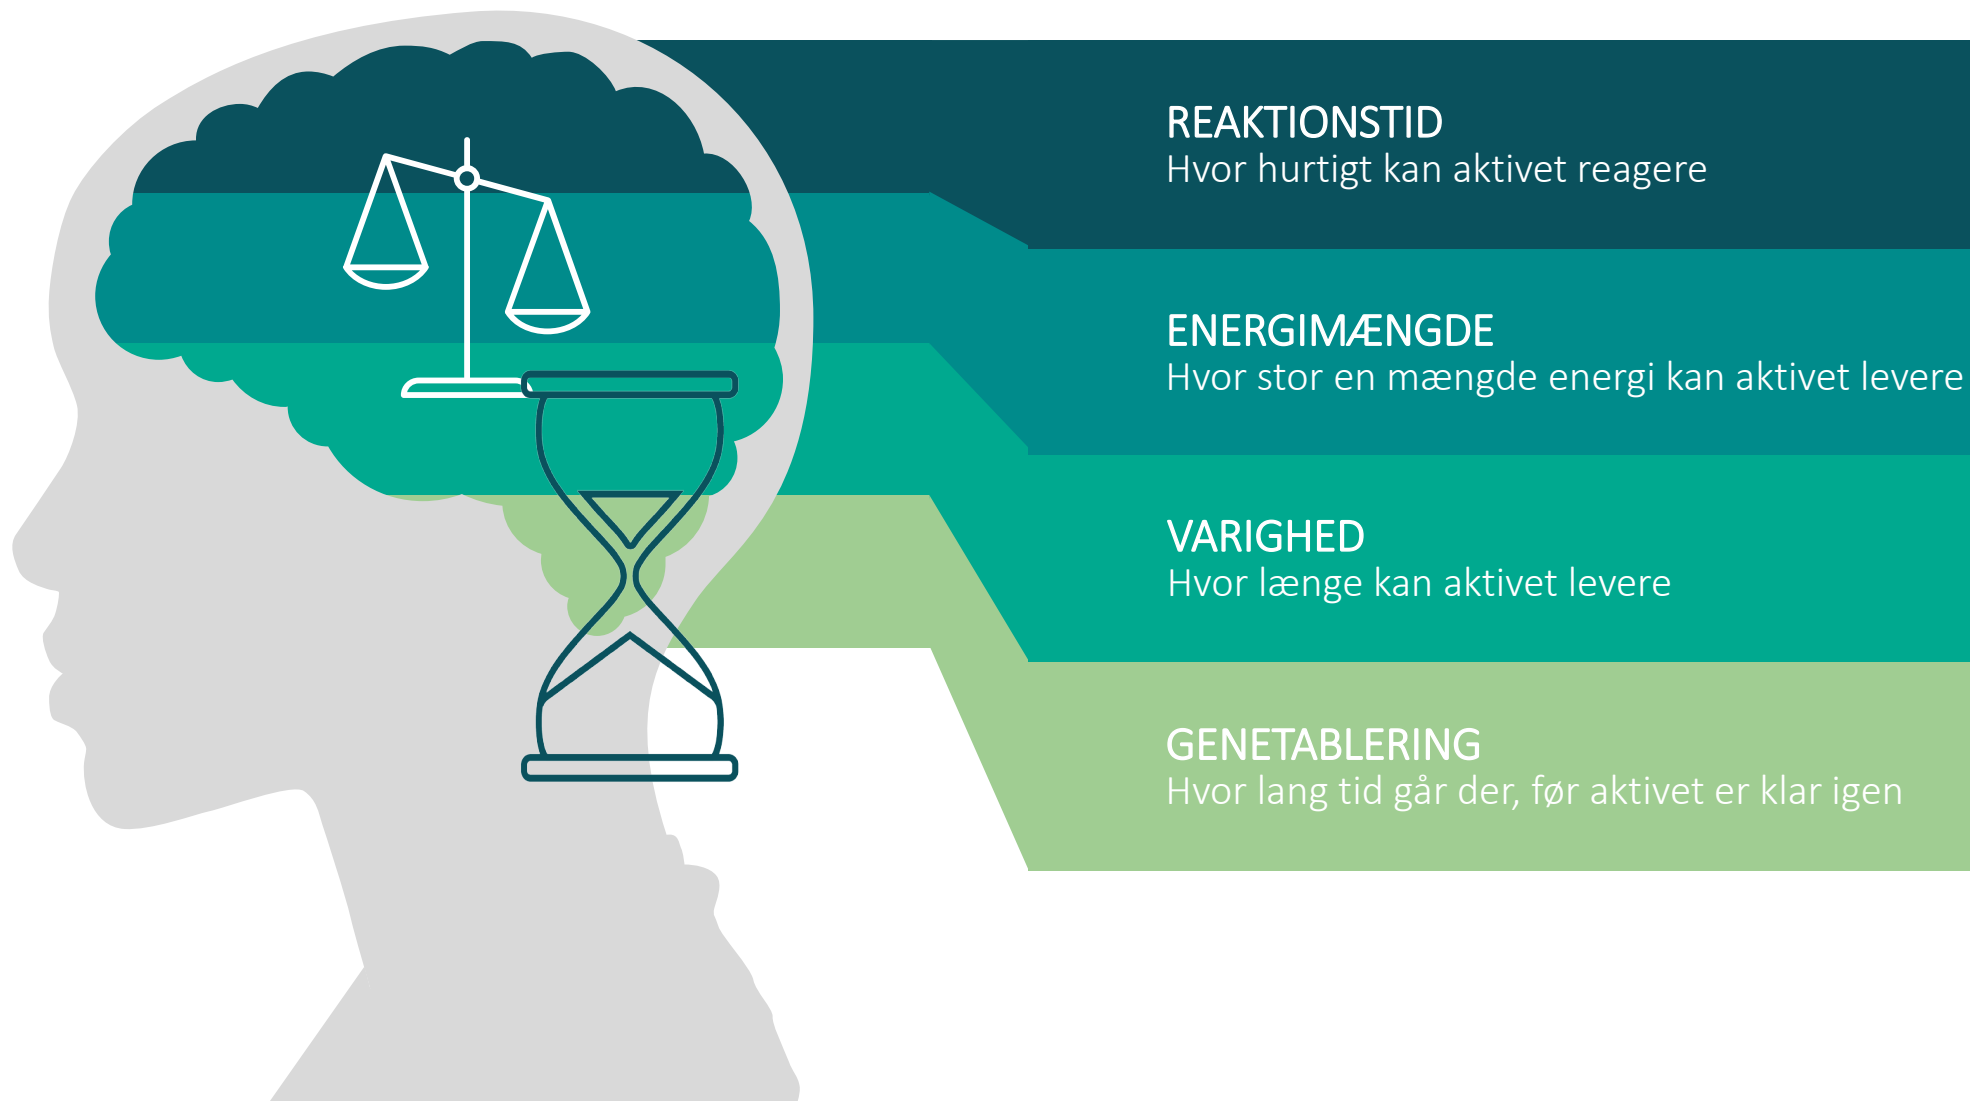 REAKTIONSTID
Hvor hurtigt kan aktivet reagere
ENERGIMÆNGDE
Hvor stor en mængde energi kan aktivet levere
VARIGHED
Hvor længe kan aktivet levere
GENETABLERING
Hvor lang tid går der, før aktivet er klar igen